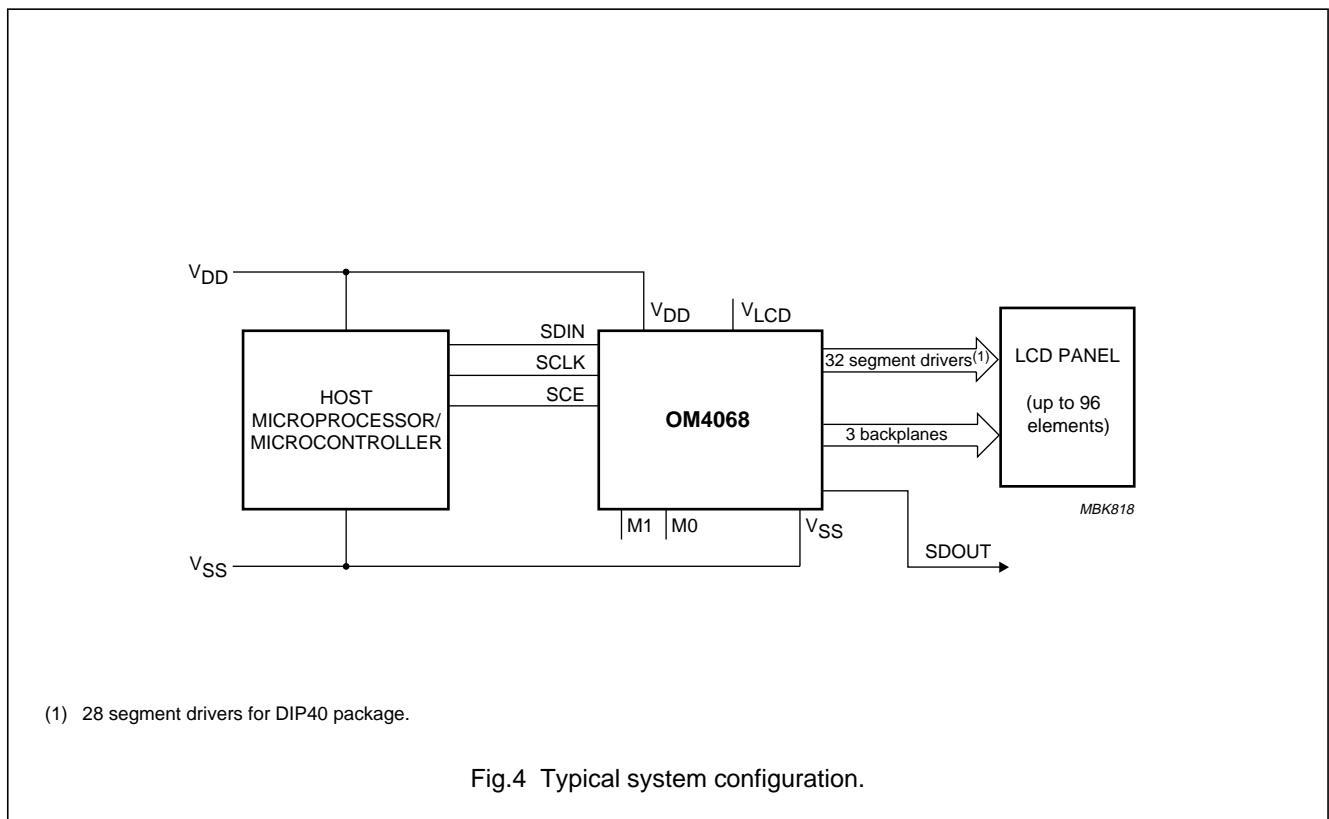 VDD
VDD
VLCD
SDIN
SCLK
SCE
HOST
MICROPROCESSOR/
MICROCONTROLLER
OM4068
32 segment drivers(1)
3 backplanes
LCD PANEL
(up to 96
elements)
MBK818
M1
M0
VSS
VSS
SDOUT
(1) 28 segment drivers for DIP40 package.
Fig.4 Typical system configuration.